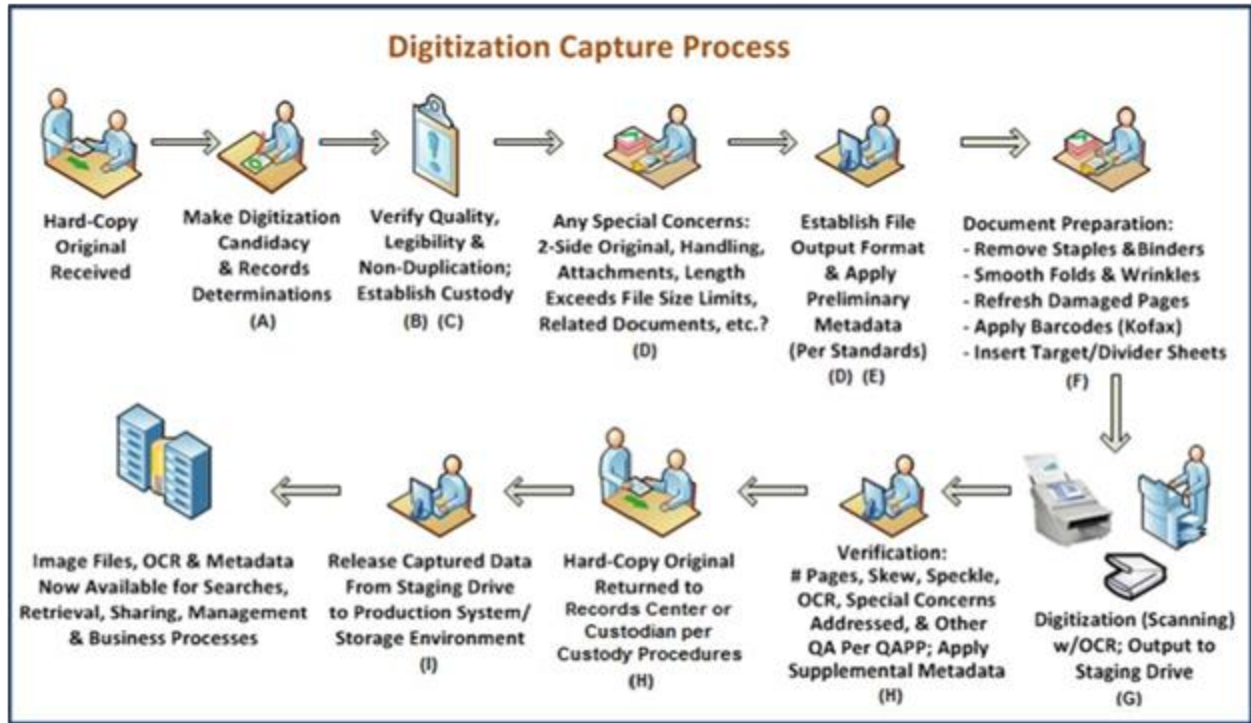 Digitization Capture Process
Hard-Copy
Original
Received
Make Digitization
Candidacy
& Records
Determinations
(A)
Verify Quality,
Legibility &
Non-Duplication;
Establish Custody
(B) (C)
Any Special Concerns:
2-Side Original, Handling,
Attachments, Length
Exceeds File Size Limits,
Related Documents, etc.?
(D)
Establish File
Output Format
& Apply
Preliminary
Metadata
(Per Standards)
(D) (E)
Document Preparation:
- Remove Staples &Binders
- Smooth Folds & Wrinkles
- Refresh Damaged Pages
- Apply Barcodes (Kofax)
- Insert Target/Divider Sheets
(F)
Digitization (Scanning)
w/OCR; Output to
Staging Drive
(G)
Verification:
# Pages, Skew, Speckle,
OCR, Special Concerns
Addressed, & Other
QA Per QAPP; Apply
Supplemental Metadata
(H)
Hard-Copy Original
Returned to
Records Center or
Custodian per
Custody Procedures
(H)
Release Captured Data
From Staging Drive
to Production System/
Storage Environment
(I)
Image Files, OCR & Metadata
Now Available for Searches,
Retrieval, Sharing, Management
& Business Processes